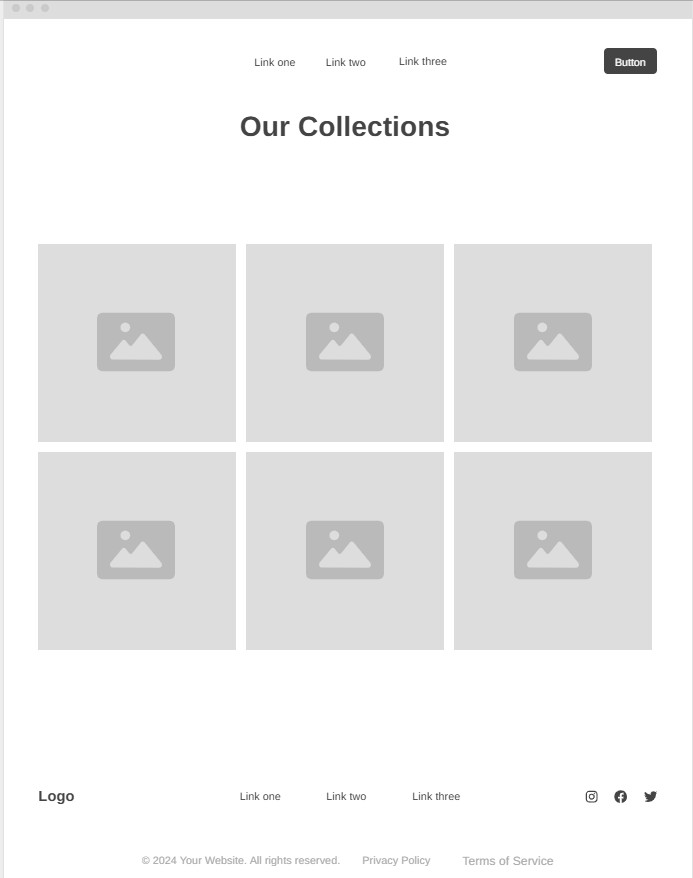 Link one Link two Link three Button
Our Collections
Logo Link one Link two Link three
© 2024 Your Website. All rights reserved. Privacy Policy Terms of Service